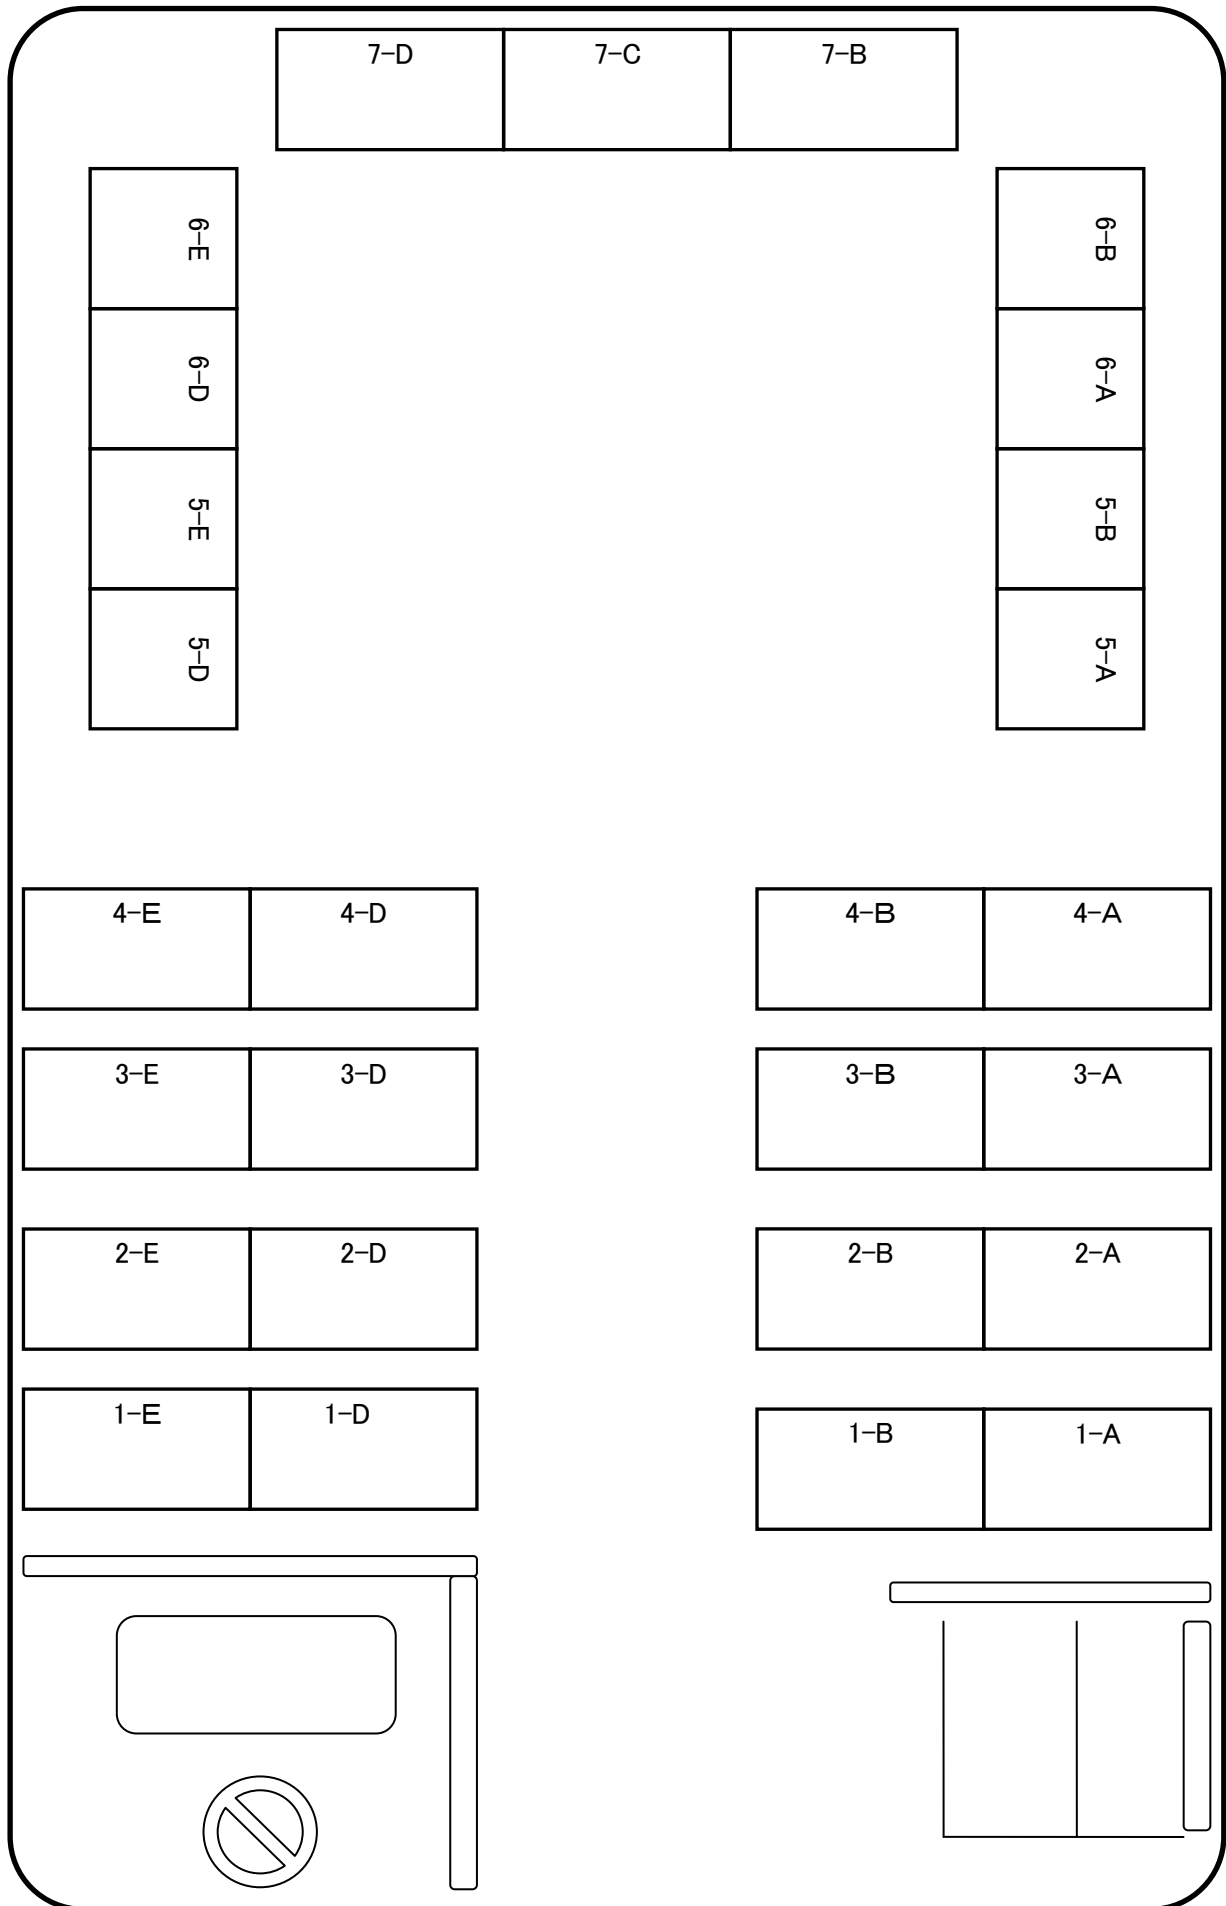 7-D 7-C 7-B
6-E 6-B
6-D 6-A
5-E 5-B
5-D 5-A
4-E 4-D 4-B 4-A
3-E 3-D 3-B 3-A
2-E 2-D 2-B 2-A
1-E 1-D 1-B 1-A